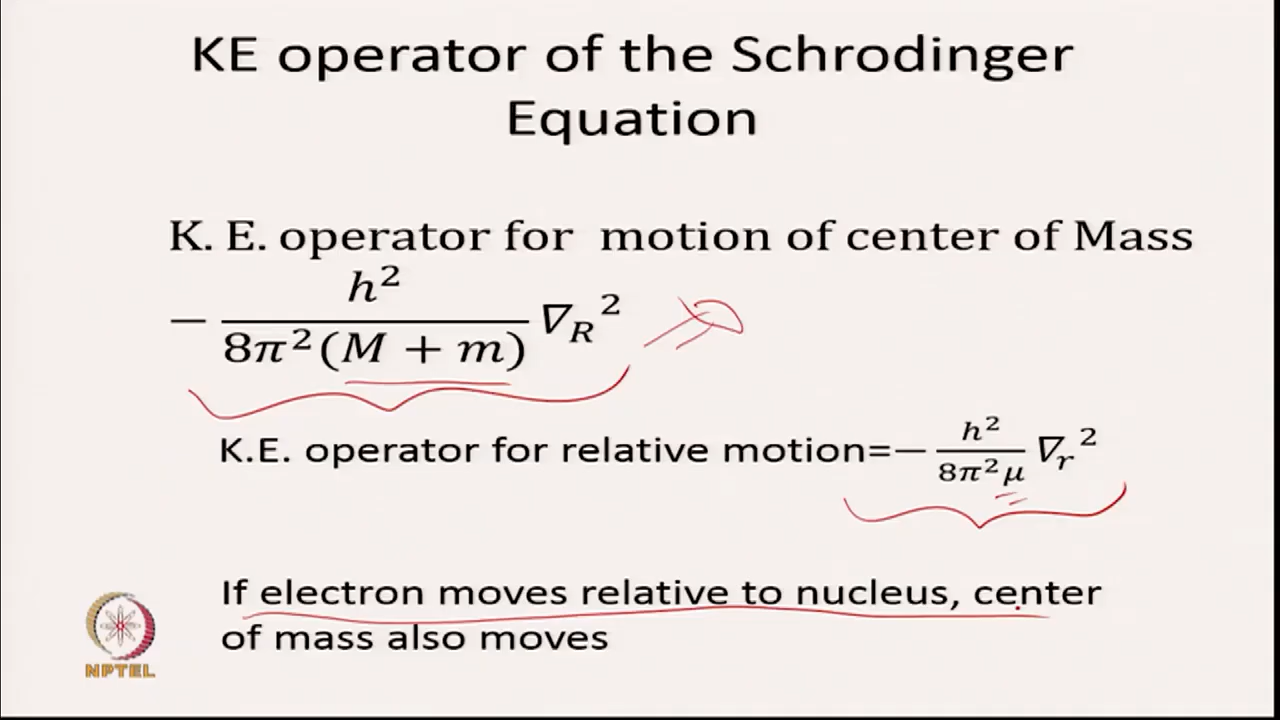 KE operator of the Schrodinger
Equation
K. E. operator for motion of center of Mass
− h² / 8π²(M + m) ∇_R²
K.E. operator for relative motion=− h² / 8π²μ ∇_r²
If electron moves relative to nucleus, center
of mass also moves
NPTEL